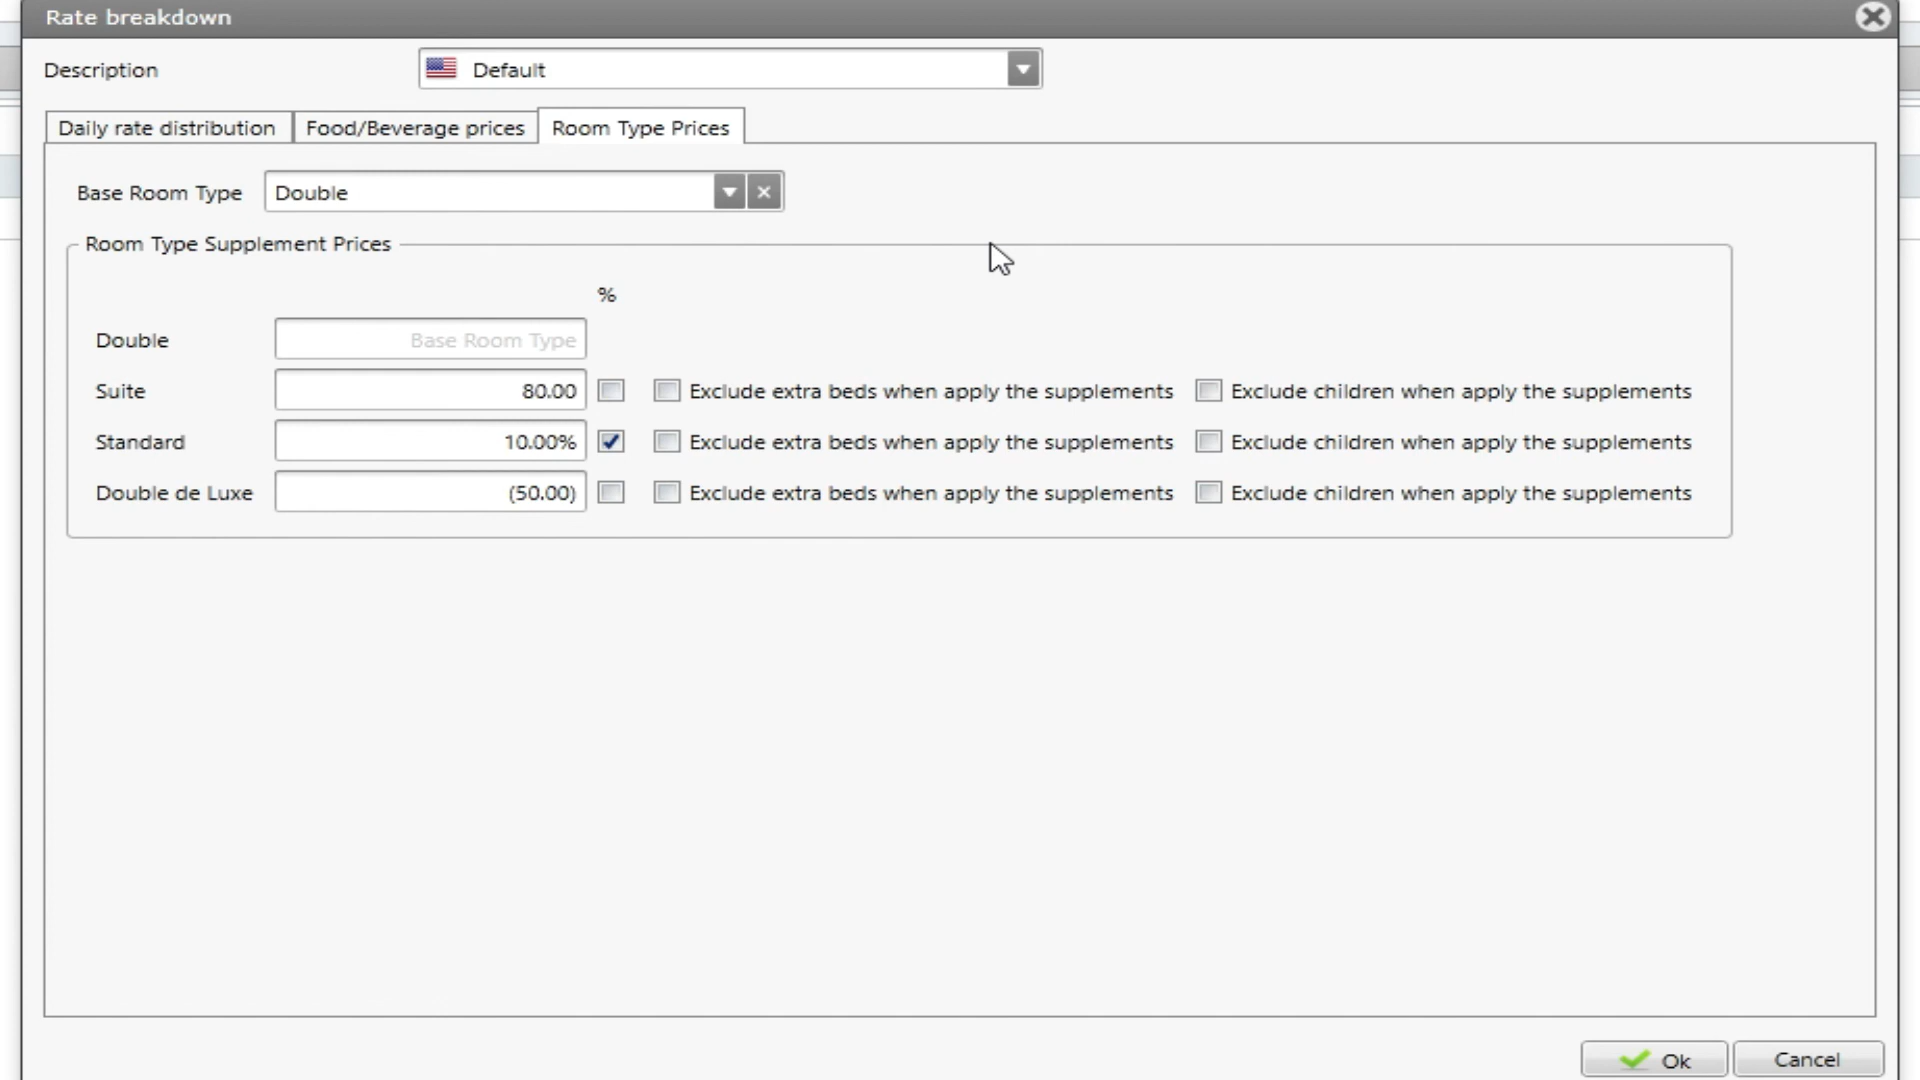 Rate breakdown
Description Default
Daily rate distribution Food/Beverage prices Room Type Prices
Base Room Type Double
Room Type Supplement Prices
%
Double Base Room Type
Suite 80.00 Exclude extra beds when apply the supplements Exclude children when apply the supplements
Standard 10.00% Exclude extra beds when apply the supplements Exclude children when apply the supplements
Double de Luxe (50.00) Exclude extra beds when apply the supplements Exclude children when apply the supplements
Ok Cancel